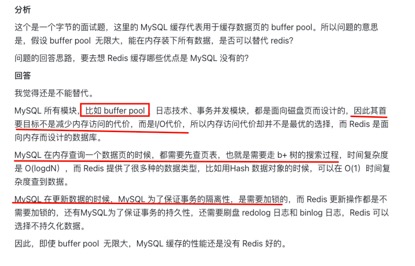 分析
这个是一个字节的面试题，这里的 MySQL 缓存代表用于缓存数据页的 buffer pool。所以问题的意思
是，假设 buffer pool 无限大，能在内存装下所有数据，是否可以替代 redis？
问题的回答思路，要去想 Redis 缓存哪些优点是 MySQL 没有的？
回答
我觉得还是不能替代。
MySQL 所有模块，比如 buffer pool 日志技术、事务并发模块，都是面向磁盘页而设计的，因此其首
要目标不是减少内存访问的代价，而是I/O代价，所以内存访问代价却并不是最优的选择，而 Redis 是面
向内存而设计的数据库。
MySQL 在内存查询一个数据页的时候，都需要先查页表，也就是需要走 b+ 树的搜索过程，时间复杂度
是 O(logdN) ，而 Redis 提供了很多种的数据类型，比如用Hash 数据对象的时候，可以在 O(1）时间复
杂度查到数据。
MySQL 在更新数据的时候，MySQL 为了保证事务的隔离性，是需要加锁的，而 Redis 更新操作都是不
需要加锁的，还有MySQL为了保证事务的持久性，还需要刷盘 redolog 日志和 binlog 日志，Redis 可以
选择不持久化数据。
因此，即使 buffer pool 无限大，MySQL 缓存的性能还是没有 Redis 好的。